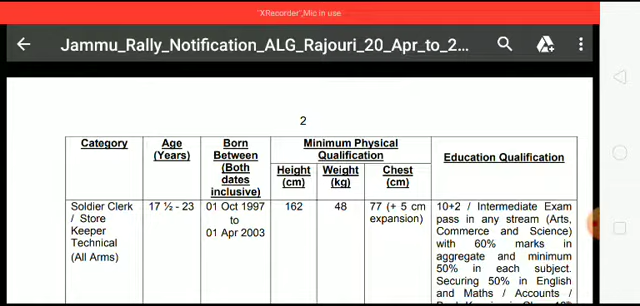 "XRecorder",Mic in use
Jammu_Rally_Notification_ALG_Rajouri_20_Apr_to_2...
2
Category
Age
(Years)
Born
Between
(Both
dates
inclusive)
Minimum Physical
Qualification
Height
(cm)
Weight
(kg)
Chest
(cm)
Education Qualification
Soldier Clerk
/ Store
Keeper
Technical
(All Arms)
17 ½ - 23
01 Oct 1997
to
01 Apr 2003
162
48
77 (+ 5 cm
expansion)
10+2 / Intermediate Exam
pass in any stream (Arts,
Commerce and Science)
with 60% marks in
aggregate and minimum
50% in each subject.
Securing 50% in English
and Maths / Accounts /